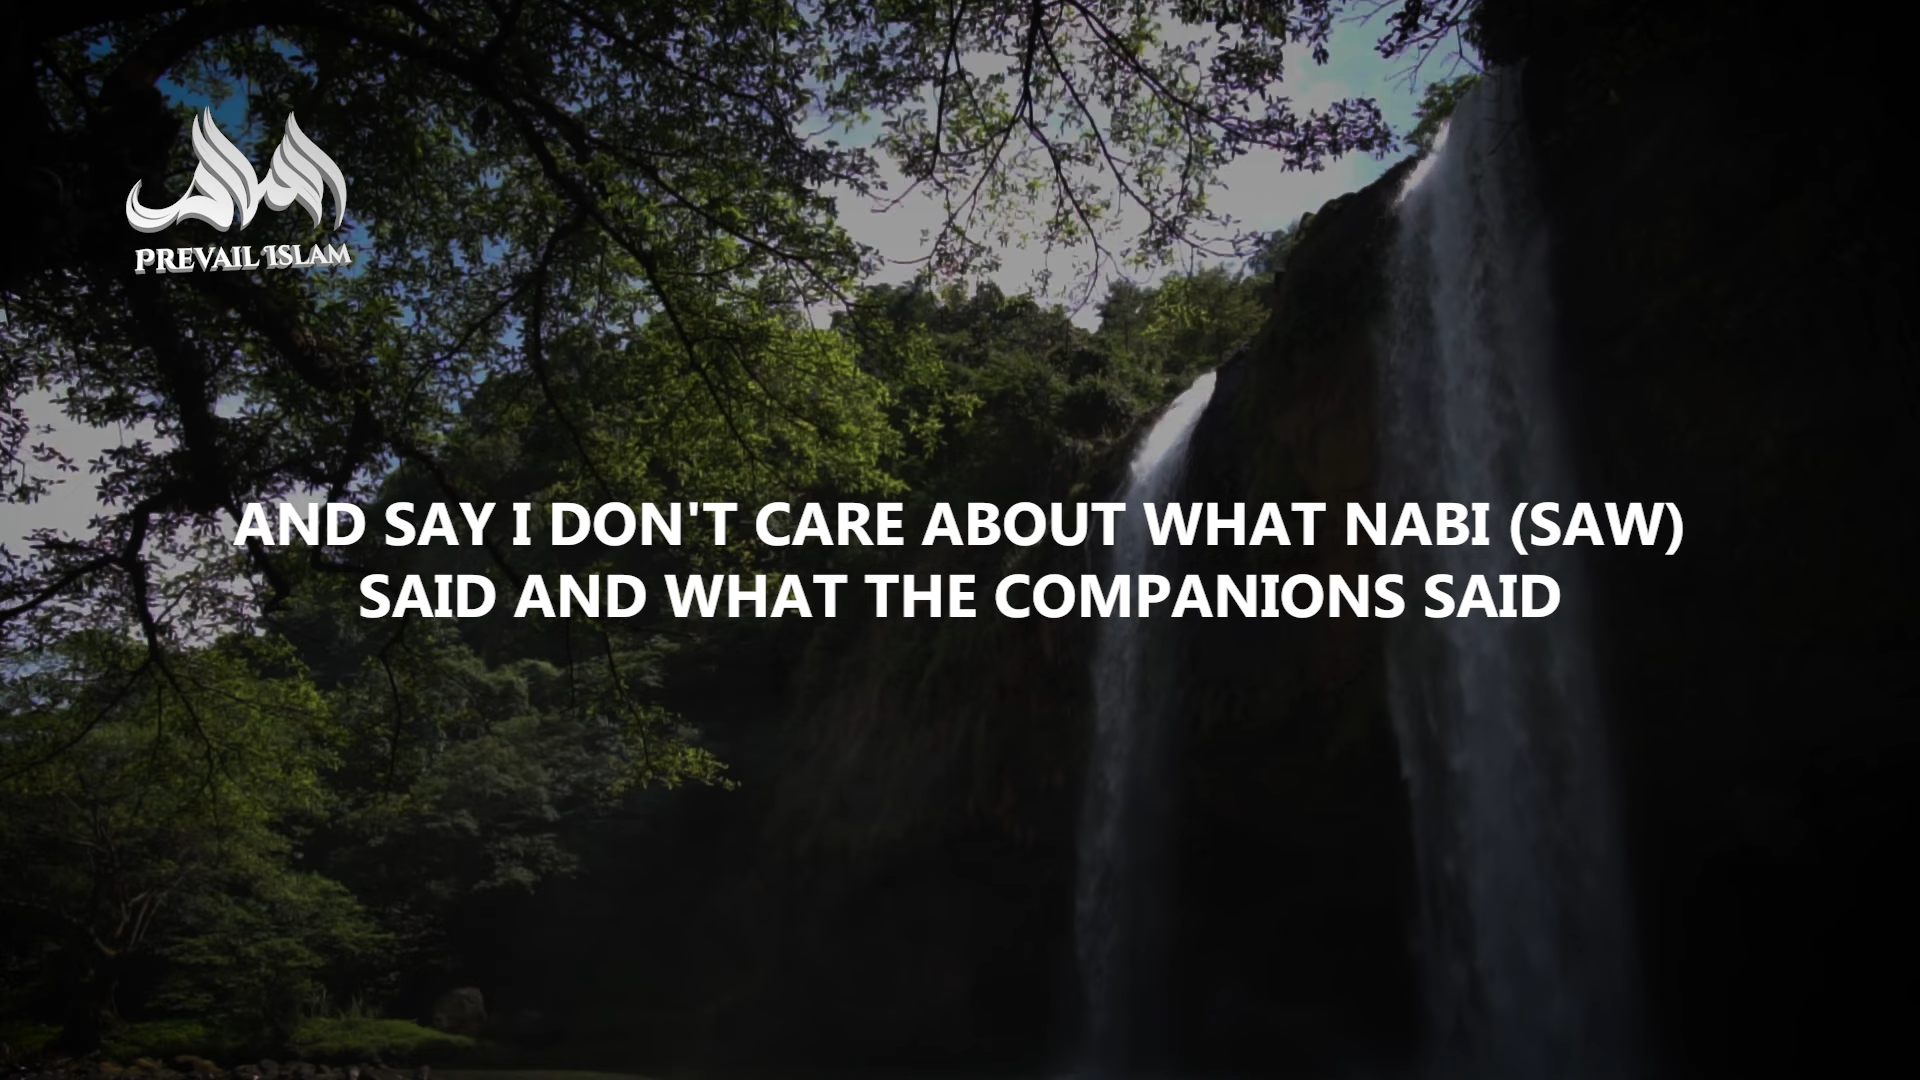 PREVAIL ISLAM
AND SAY I DON'T CARE ABOUT WHAT NABI (SAW)
SAID AND WHAT THE COMPANIONS SAID